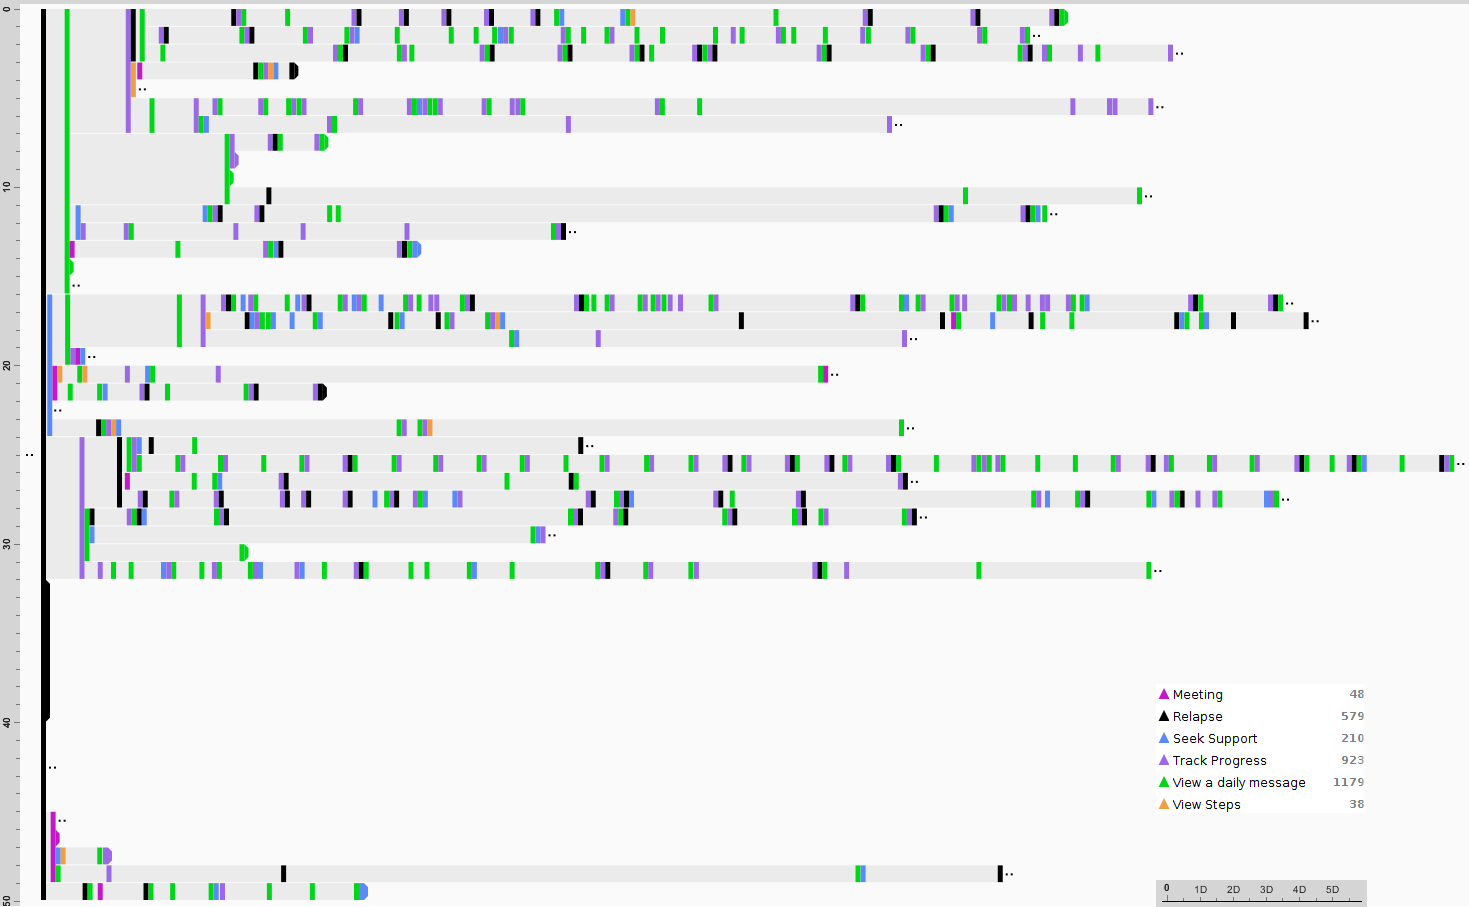 0
10
20
30
40
50
Meeting 48
Relapse 579
Seek Support 210
Track Progress 923
View a daily message 1179
View Steps 38
0 1D 2D 3D 4D 5D